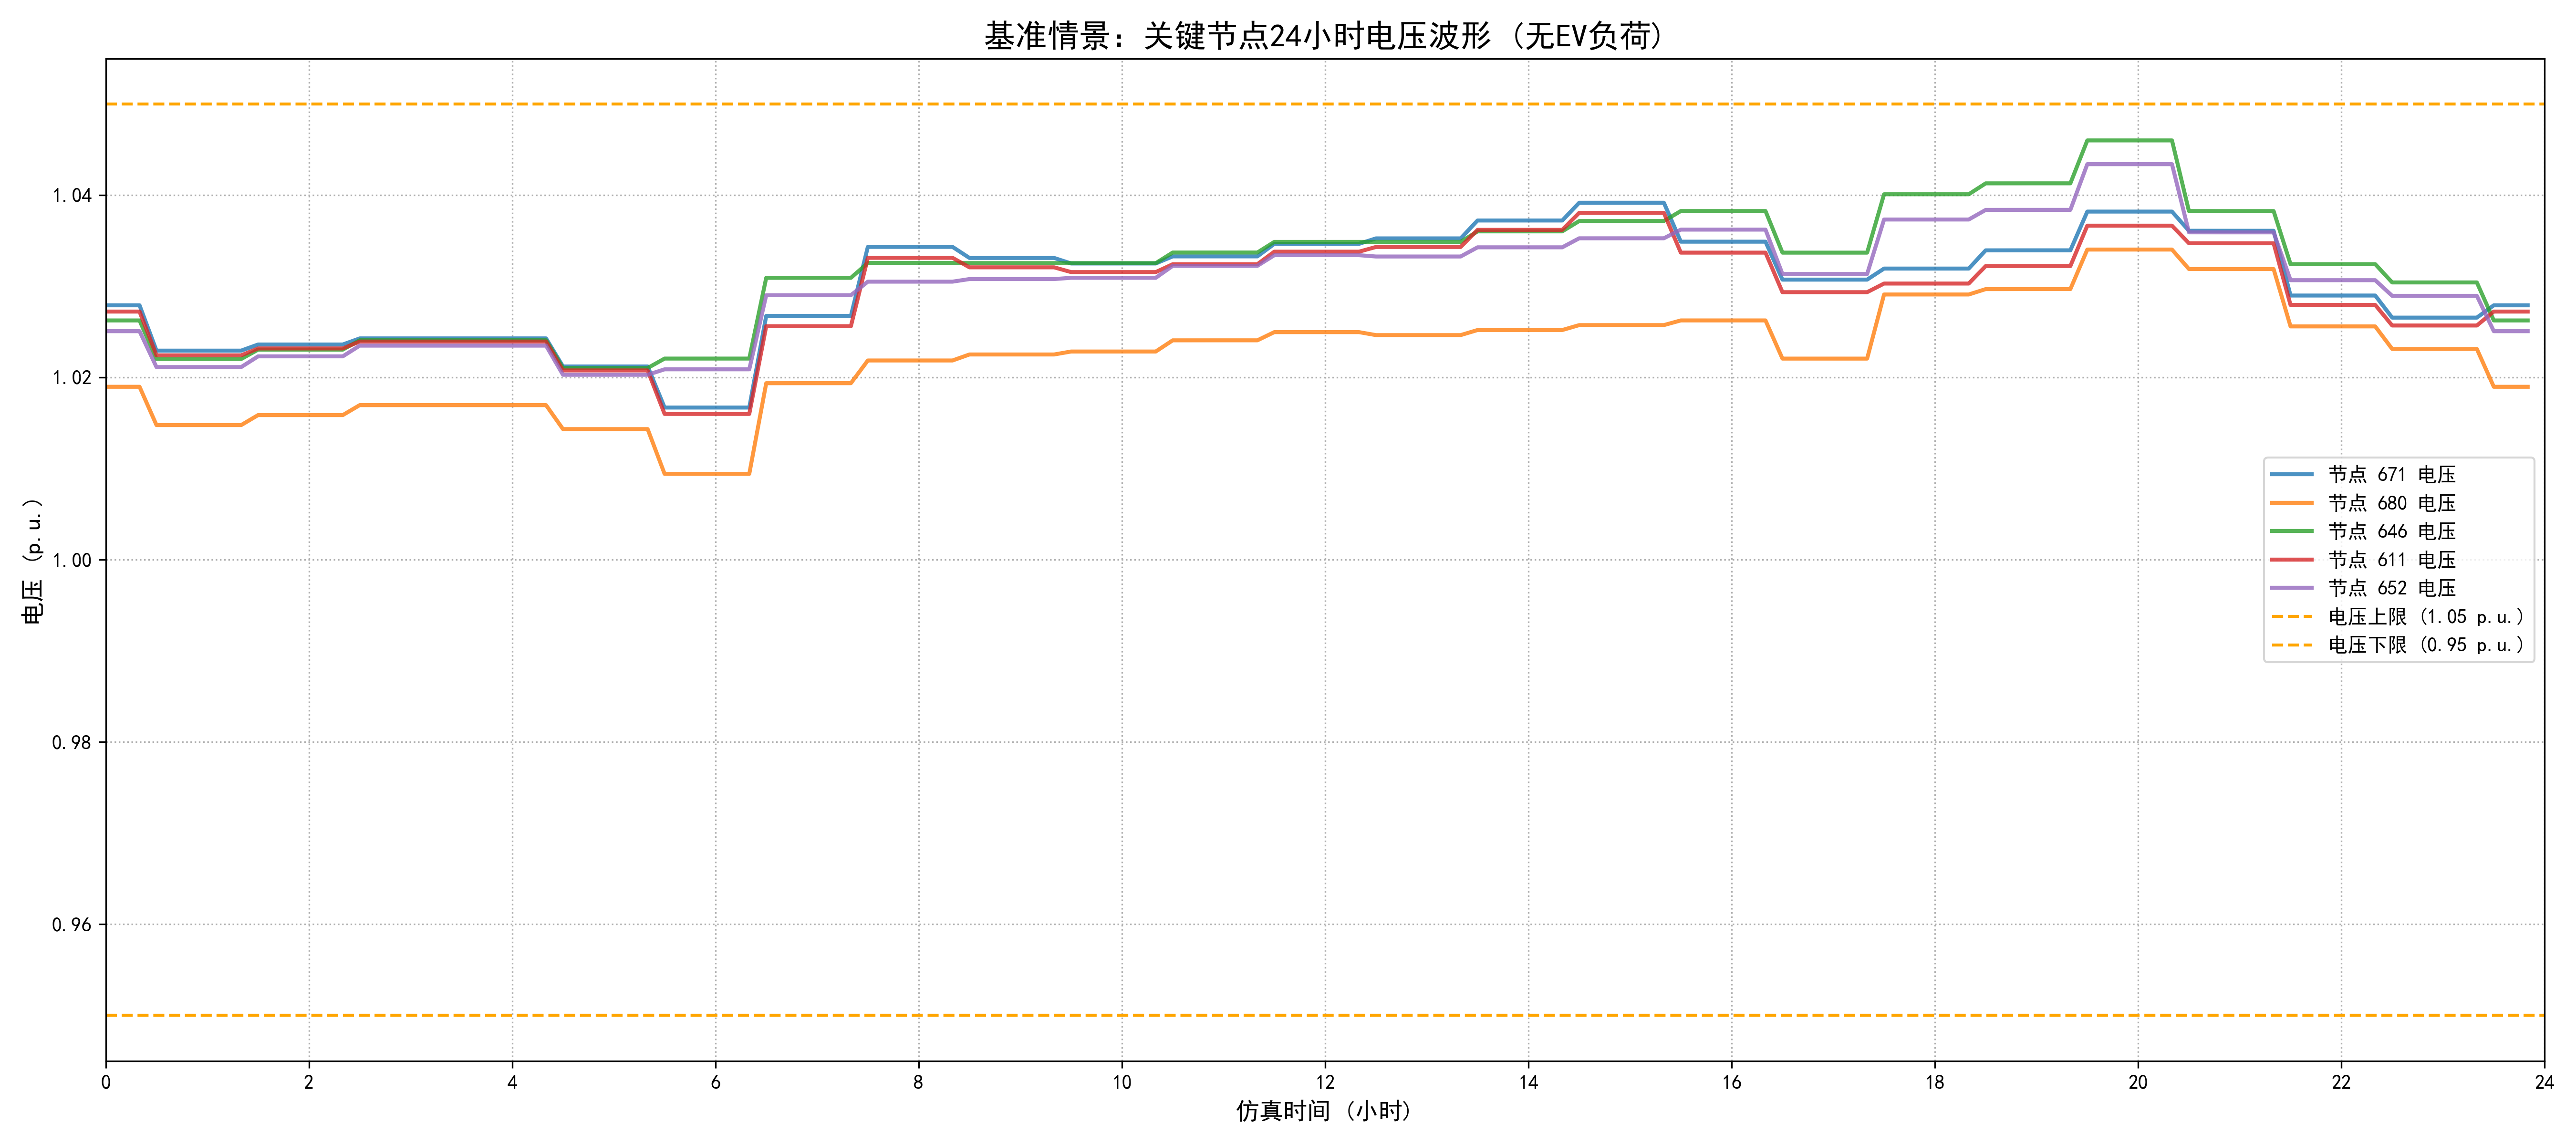 基准情景：关键节点24小时电压波形 (无EV负荷)
电压 (p.u.)
1.04
1.02
1.00
0.98
0.96
节点 671 电压
节点 680 电压
节点 646 电压
节点 611 电压
节点 652 电压
电压上限 (1.05 p.u.)
电压下限 (0.95 p.u.)
0 2 4 6 8 10 12 14 16 18 20 22 24
仿真时间 (小时)